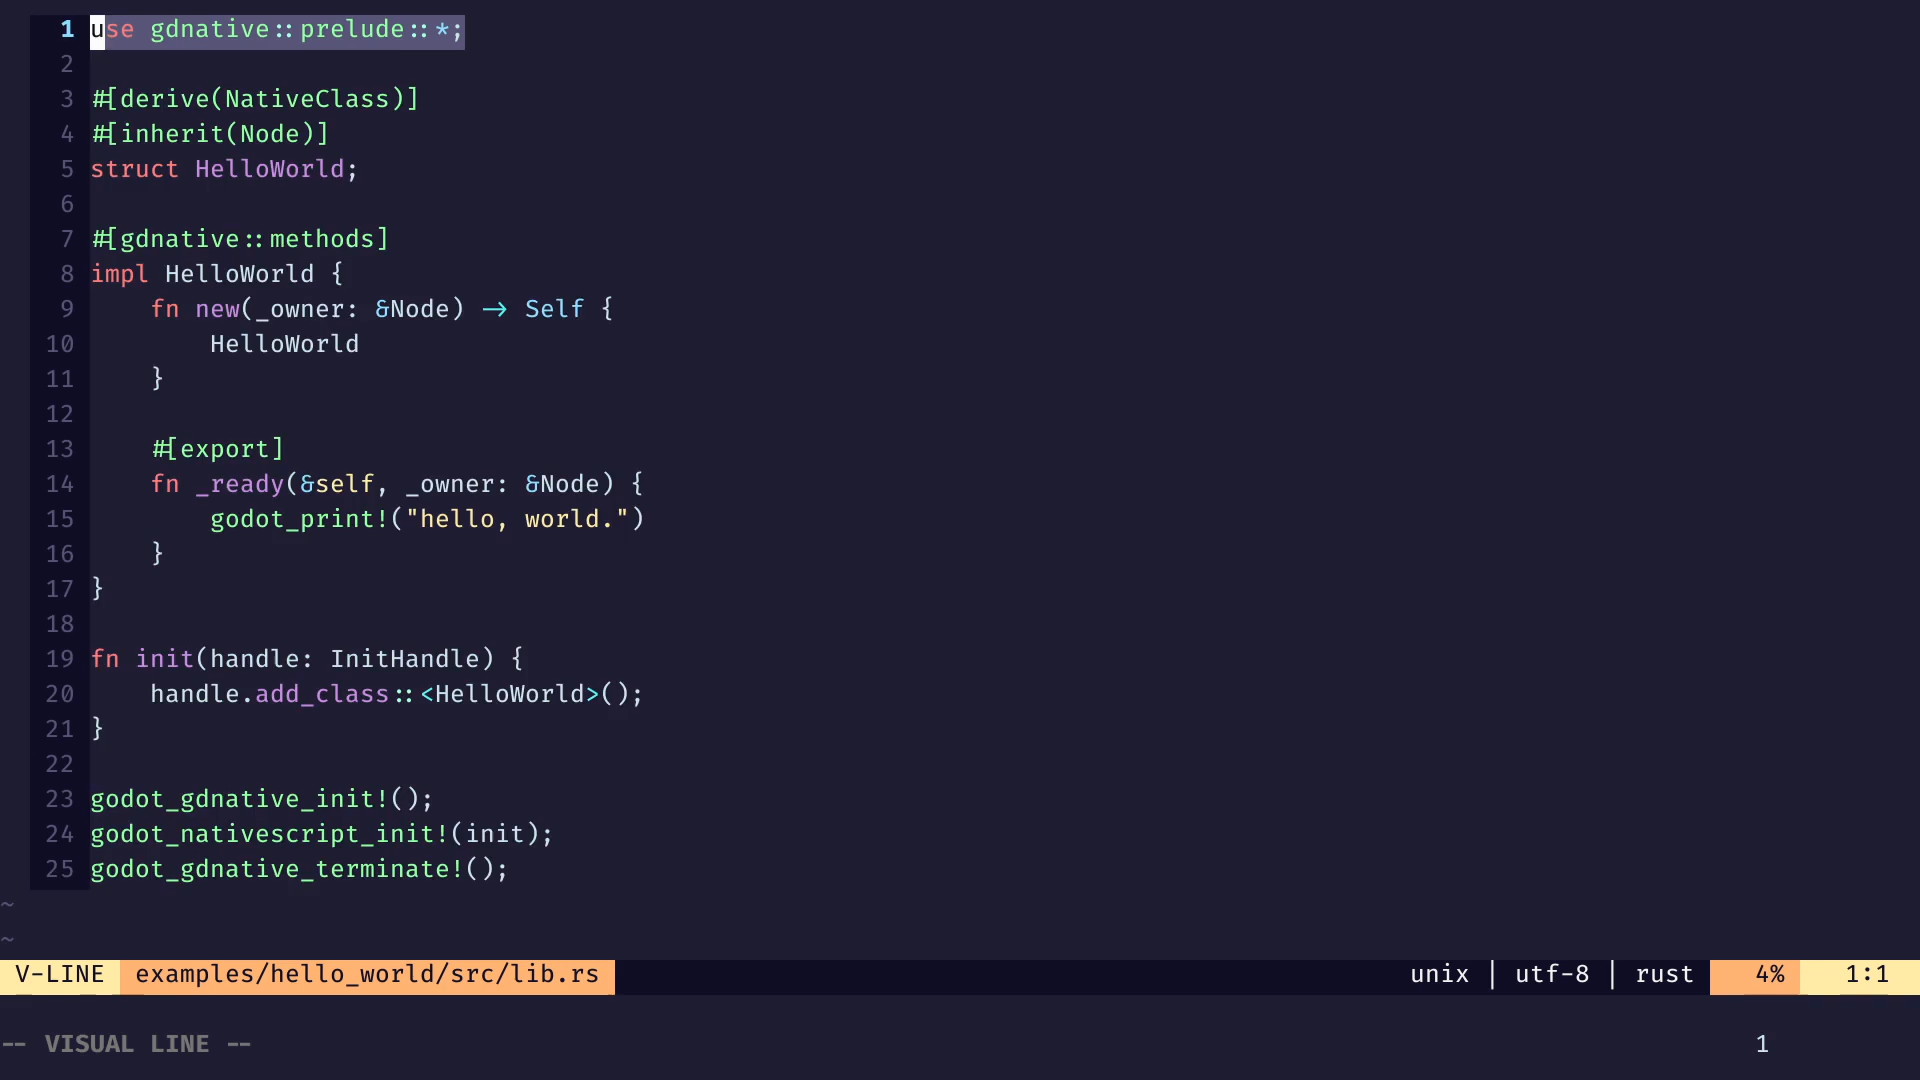 1 use gdnative::prelude::*;
2
3 #[derive(NativeClass)]
4 #[inherit(Node)]
5 struct HelloWorld;
6
7 #[gdnative::methods]
8 impl HelloWorld {
9     fn new(_owner: &Node) -> Self {
10         HelloWorld
11     }
12
13     #[export]
14     fn _ready(&self, _owner: &Node) {
15         godot_print!("hello, world.")
16     }
17 }
18
19 fn init(handle: InitHandle) {
20     handle.add_class::<HelloWorld>();
21 }
22
23 godot_gdnative_init!();
24 godot_nativescript_init!(init);
25 godot_gdnative_terminate!();
~
~
V-LINE examples/hello_world/src/lib.rs unix | utf-8 | rust 4% 1:1
-- VISUAL LINE -- 1